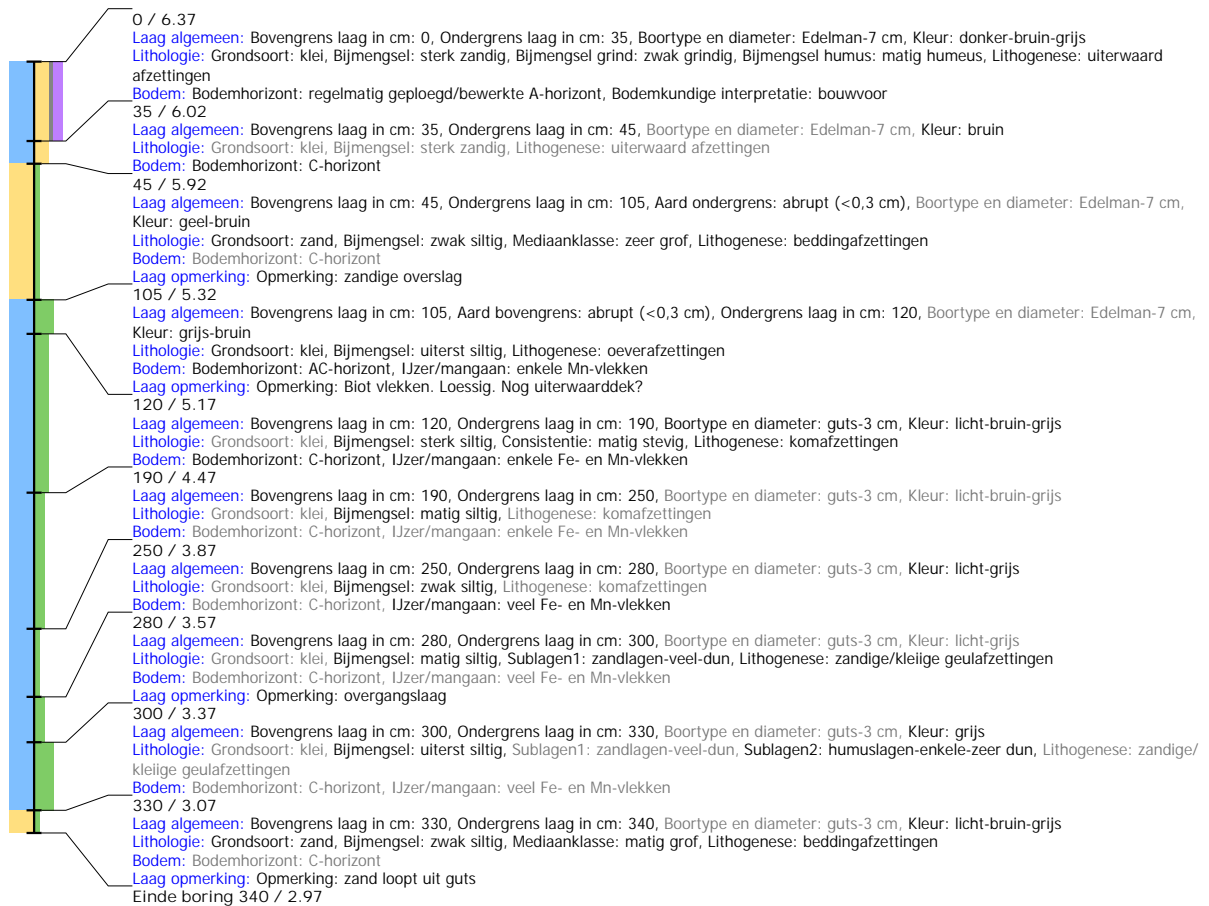 0 / 6.37
Laag algemeen: Bovengrens laag in cm: 0, Ondergrens laag in cm: 35, Boortype en diameter: Edelman-7 cm, Kleur: donker-bruin-grijs
Lithologie: Grondsoort: klei, Bijmengsel: sterk zandig, Bijmengsel grind: zwak grindig, Bijmengsel humus: matig humeus, Lithogenese: uiterwaard
afzettingen
Bodem: Bodemhorizont: regelmatig geploegd/bewerkte A-horizont, Bodemkundige interpretatie: bouwvoor
35 / 6.02
Laag algemeen: Bovengrens laag in cm: 35, Ondergrens laag in cm: 45, Boortype en diameter: Edelman-7 cm, Kleur: bruin
Lithologie: Grondsoort: klei, Bijmengsel: sterk zandig, Lithogenese: uiterwaard afzettingen
Bodem: Bodemhorizont: C-horizont
45 / 5.92
Laag algemeen: Bovengrens laag in cm: 45, Ondergrens laag in cm: 105, Aard ondergrens: abrupt (<0,3 cm), Boortype en diameter: Edelman-7 cm,
Kleur: geel-bruin
Lithologie: Grondsoort: zand, Bijmengsel: zwak siltig, Mediaanklasse: zeer grof, Lithogenese: beddingafzettingen
Bodem: Bodemhorizont: C-horizont
Laag opmerking: Opmerking: zandige overslag
105 / 5.32
Laag algemeen: Bovengrens laag in cm: 105, Aard bovengrens: abrupt (<0,3 cm), Ondergrens laag in cm: 120, Boortype en diameter: Edelman-7 cm,
Kleur: grijs-bruin
Lithologie: Grondsoort: klei, Bijmengsel: uiterst siltig, Lithogenese: oeverafzettingen
Bodem: Bodemhorizont: AC-horizont, IJzer/mangaan: enkele Mn-vlekken
Laag opmerking: Opmerking: Biot vlekken. Loessig. Nog uiterwaarddek?
120 / 5.17
Laag algemeen: Bovengrens laag in cm: 120, Ondergrens laag in cm: 190, Boortype en diameter: guts-3 cm, Kleur: licht-bruin-grijs
Lithologie: Grondsoort: klei, Bijmengsel: sterk siltig, Consistentie: matig stevig, Lithogenese: komafzettingen
Bodem: Bodemhorizont: C-horizont, IJzer/mangaan: enkele Fe- en Mn-vlekken
190 / 4.47
Laag algemeen: Bovengrens laag in cm: 190, Ondergrens laag in cm: 250, Boortype en diameter: guts-3 cm, Kleur: licht-bruin-grijs
Lithologie: Grondsoort: klei, Bijmengsel: matig siltig, Lithogenese: komafzettingen
Bodem: Bodemhorizont: C-horizont, IJzer/mangaan: enkele Fe- en Mn-vlekken
250 / 3.87
Laag algemeen: Bovengrens laag in cm: 250, Ondergrens laag in cm: 280, Boortype en diameter: guts-3 cm, Kleur: licht-grijs
Lithologie: Grondsoort: klei, Bijmengsel: zwak siltig, Lithogenese: komafzettingen
Bodem: Bodemhorizont: C-horizont, IJzer/mangaan: veel Fe- en Mn-vlekken
280 / 3.57
Laag algemeen: Bovengrens laag in cm: 280, Ondergrens laag in cm: 300, Boortype en diameter: guts-3 cm, Kleur: licht-grijs
Lithologie: Grondsoort: klei, Bijmengsel: matig siltig, Sublagen1: zandlagen-veel-dun, Lithogenese: zandige/kleiige geulafzettingen
Bodem: Bodemhorizont: C-horizont, IJzer/mangaan: veel Fe- en Mn-vlekken
Laag opmerking: Opmerking: overgangslaag
300 / 3.37
Laag algemeen: Bovengrens laag in cm: 300, Ondergrens laag in cm: 330, Boortype en diameter: guts-3 cm, Kleur: grijs
Lithologie: Grondsoort: klei, Bijmengsel: uiterst siltig, Sublagen1: zandlagen-veel-dun, Sublagen2: humuslagen-enkele-zeer dun, Lithogenese: zandige/
kleiige geulafzettingen
Bodem: Bodemhorizont: C-horizont, IJzer/mangaan: veel Fe- en Mn-vlekken
330 / 3.07
Laag algemeen: Bovengrens laag in cm: 330, Ondergrens laag in cm: 340, Boortype en diameter: guts-3 cm, Kleur: licht-bruin-grijs
Lithologie: Grondsoort: zand, Bijmengsel: zwak siltig, Mediaanklasse: matig grof, Lithogenese: beddingafzettingen
Bodem: Bodemhorizont: C-horizont
Laag opmerking: Opmerking: zand loopt uit guts
Einde boring 340 / 2.97